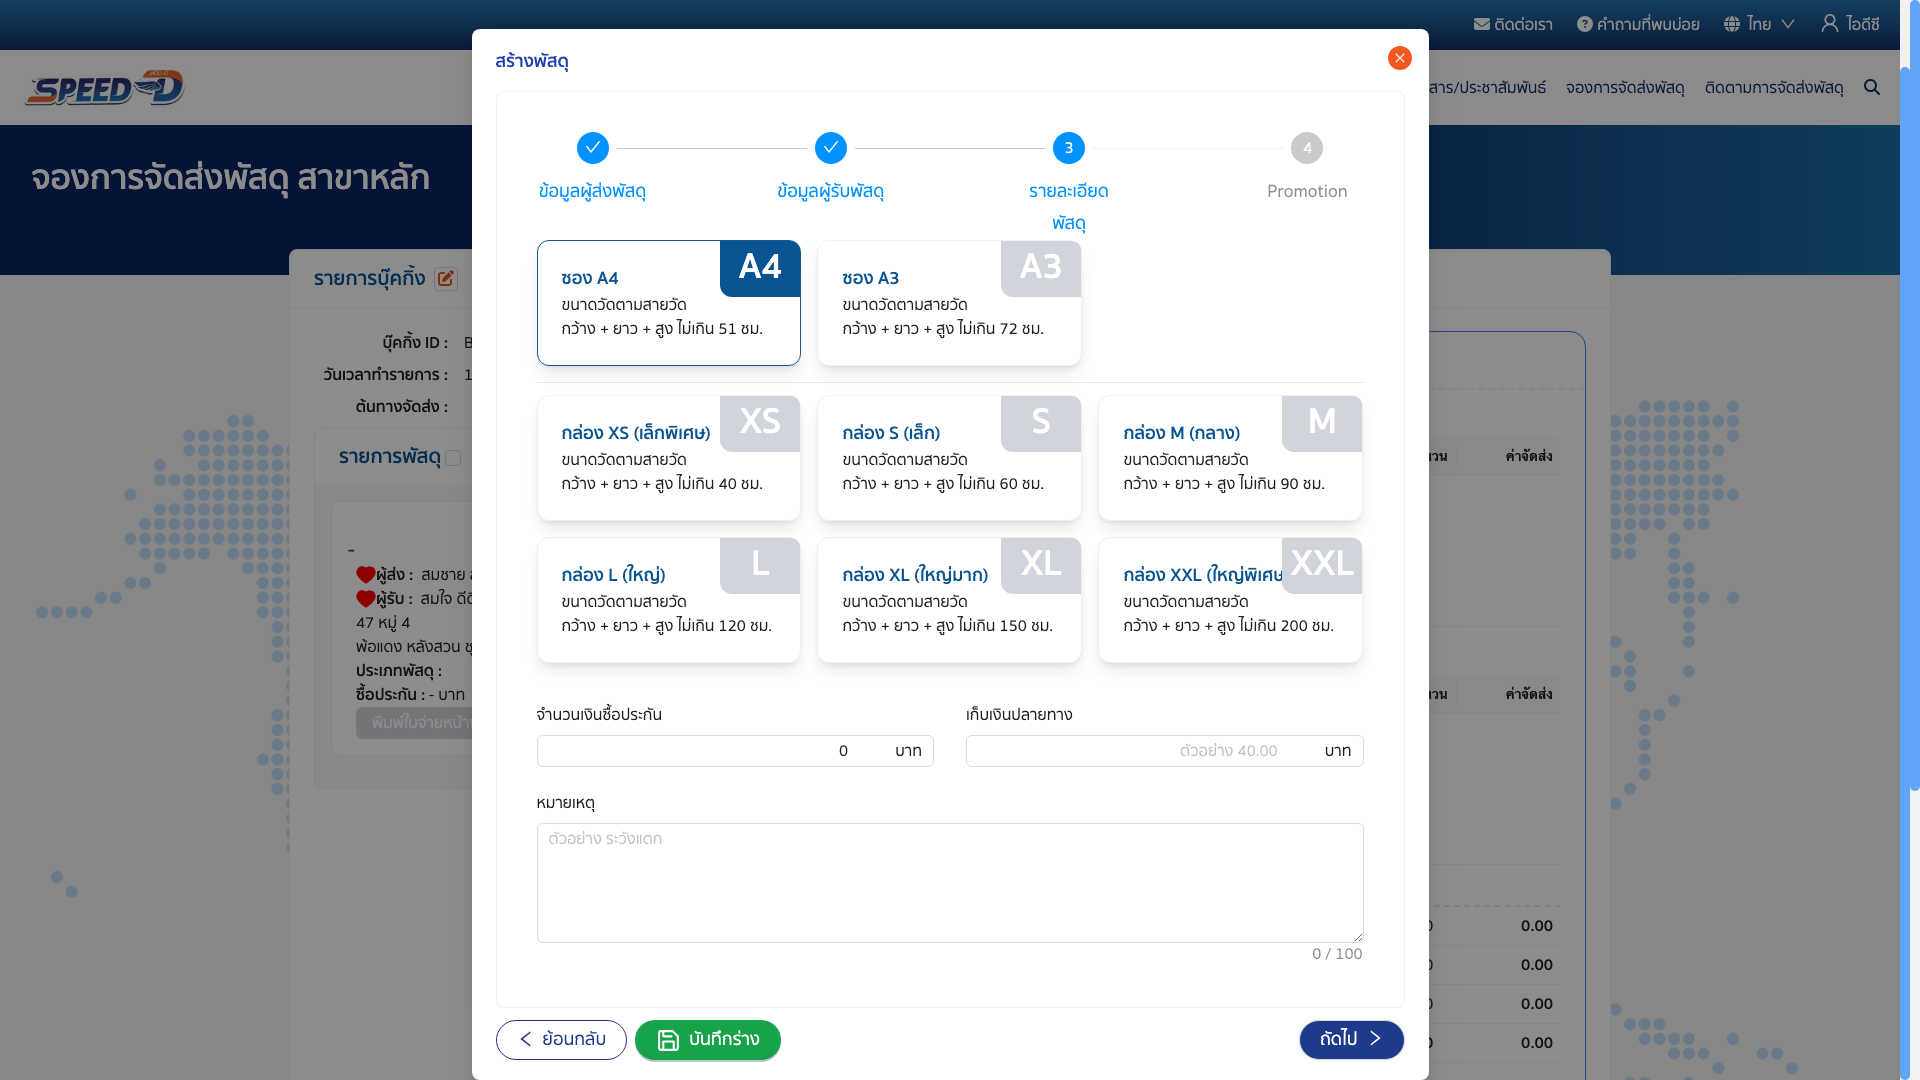 ติดต่อเรา
คำถามที่พบบ่อย
ไทย
ไอดีซี
SPEED-D
สาร/ประชาสัมพันธ์
จองการจัดส่งพัสดุ
ติดตามการจัดส่งพัสดุ
จองการจัดส่งพัสดุ สาขาหลัก
รายการบุ๊คกิ้ง
บุ๊คกิ้ง ID : B
วันเวลาทำรายการ : 1
ต้นทางจัดส่ง :
รายการพัสดุ
-
ผู้ส่ง : สมชาย
ผู้รับ : สมใจ
47 หมู่ 4
พ้อแดง หลังสวน
ประเภทพัสดุ :
ซื้อประกัน : - บาท
พิมพ์ใบจ่ายหน้า
สร้างพัสดุ
ข้อมูลผู้ส่งพัสดุ
ข้อมูลผู้รับพัสดุ
3
รายละเอียด
พัสดุ
4
Promotion
ซอง A4
A4
ขนาดวัดตามสายวัด
กว้าง + ยาว + สูง ไม่เกิน 51 ซม.
ซอง A3
A3
ขนาดวัดตามสายวัด
กว้าง + ยาว + สูง ไม่เกิน 72 ซม.
กล่อง XS (เล็กพิเศษ)
XS
ขนาดวัดตามสายวัด
กว้าง + ยาว + สูง ไม่เกิน 40 ซม.
กล่อง S (เล็ก)
S
ขนาดวัดตามสายวัด
กว้าง + ยาว + สูง ไม่เกิน 60 ซม.
กล่อง M (กลาง)
M
ขนาดวัดตามสายวัด
กว้าง + ยาว + สูง ไม่เกิน 90 ซม.
กล่อง L (ใหญ่)
L
ขนาดวัดตามสายวัด
กว้าง + ยาว + สูง ไม่เกิน 120 ซม.
กล่อง XL (ใหญ่มาก)
XL
ขนาดวัดตามสายวัด
กว้าง + ยาว + สูง ไม่เกิน 150 ซม.
กล่อง XXL (ใหญ่พิเศษ
XXL
ขนาดวัดตามสายวัด
กว้าง + ยาว + สูง ไม่เกิน 200 ซม.
จำนวนเงินซื้อประกัน
0 บาท
เก็บเงินปลายทาง
ตัวอย่าง 40.00 บาท
หมายเหตุ
ตัวอย่าง ระวังแตก
0 / 100
ย้อนกลับ
บันทึกร่าง
ถัดไป
ค่าจัดส่ง
ค่าจัดส่ง
0.00
0.00
0.00
0.00